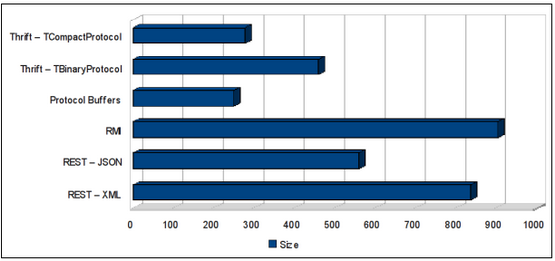 Thrift – TCompactProtocol
Thrift – TBinaryProtocol
Protocol Buffers
RMI
REST – JSON
REST – XML
0 100 200 300 400 500 600 700 800 900 1000
Size